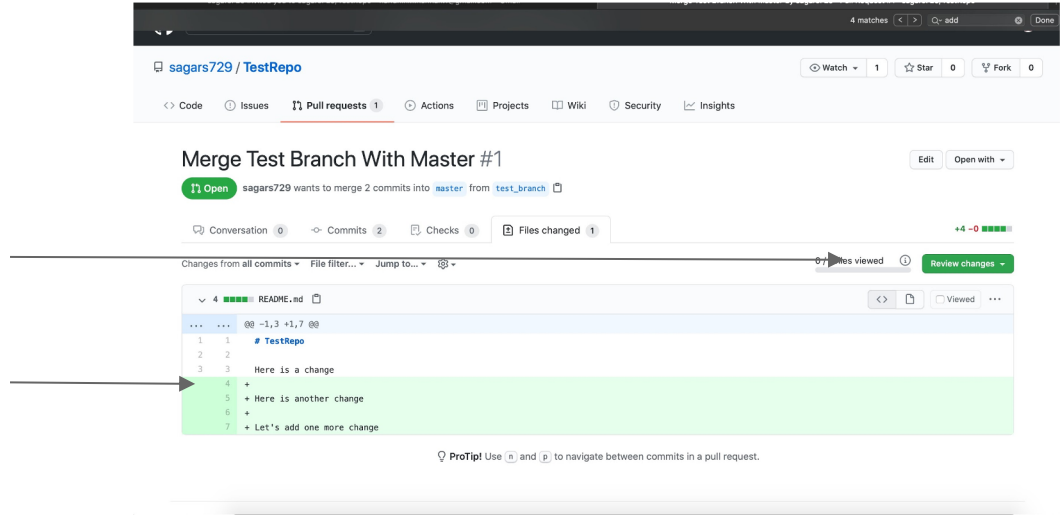 4 matches < > add Done
sagars729 / TestRepo
Watch 1 Star 0 Fork 0
<> Code Issues Pull requests 1 Actions Projects Wiki Security Insights
Merge Test Branch With Master #1
Edit Open with
Open sagars729 wants to merge 2 commits into master from test_branch
Conversation 0 Commits 2 Checks 0 Files changed 1 +4 −0
Changes from all commits File filter... Jump to... 0 / files viewed Review changes
4 README.md <> Viewed ...
... ... @@ -1,3 +1,7 @@
1 1 # TestRepo
2 2
3 3 Here is a change
4 +
5 + Here is another change
6 +
7 + Let's add one more change
ProTip! Use n and p to navigate between commits in a pull request.